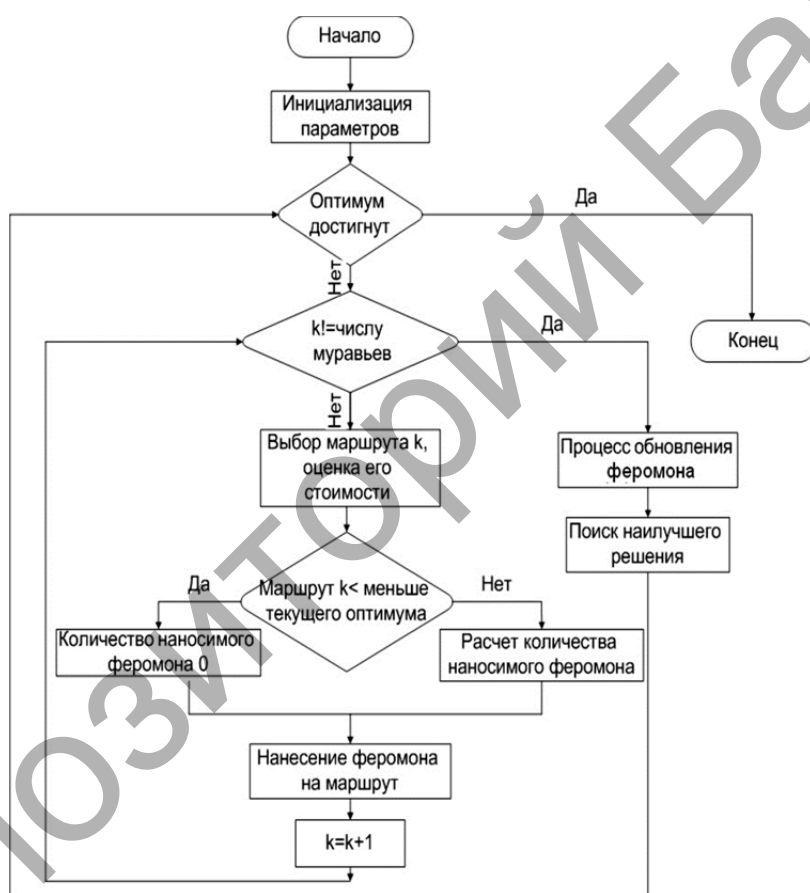 Начало
Инициализация
параметров
Оптимум
достигнут
Да
Нет
k!=числу
муравьев
Да
Конец
Нет
Выбор маршрута k,
оценка его
стоимости
Процесс обновления
феромона
Поиск наилучшего
решения
Маршрут k< меньше
текущего оптимума
Да
Нет
Количество наносимого
феромона 0
Расчет количества
наносимого феромона
Нанесение феромона
на маршрут
k=k+1